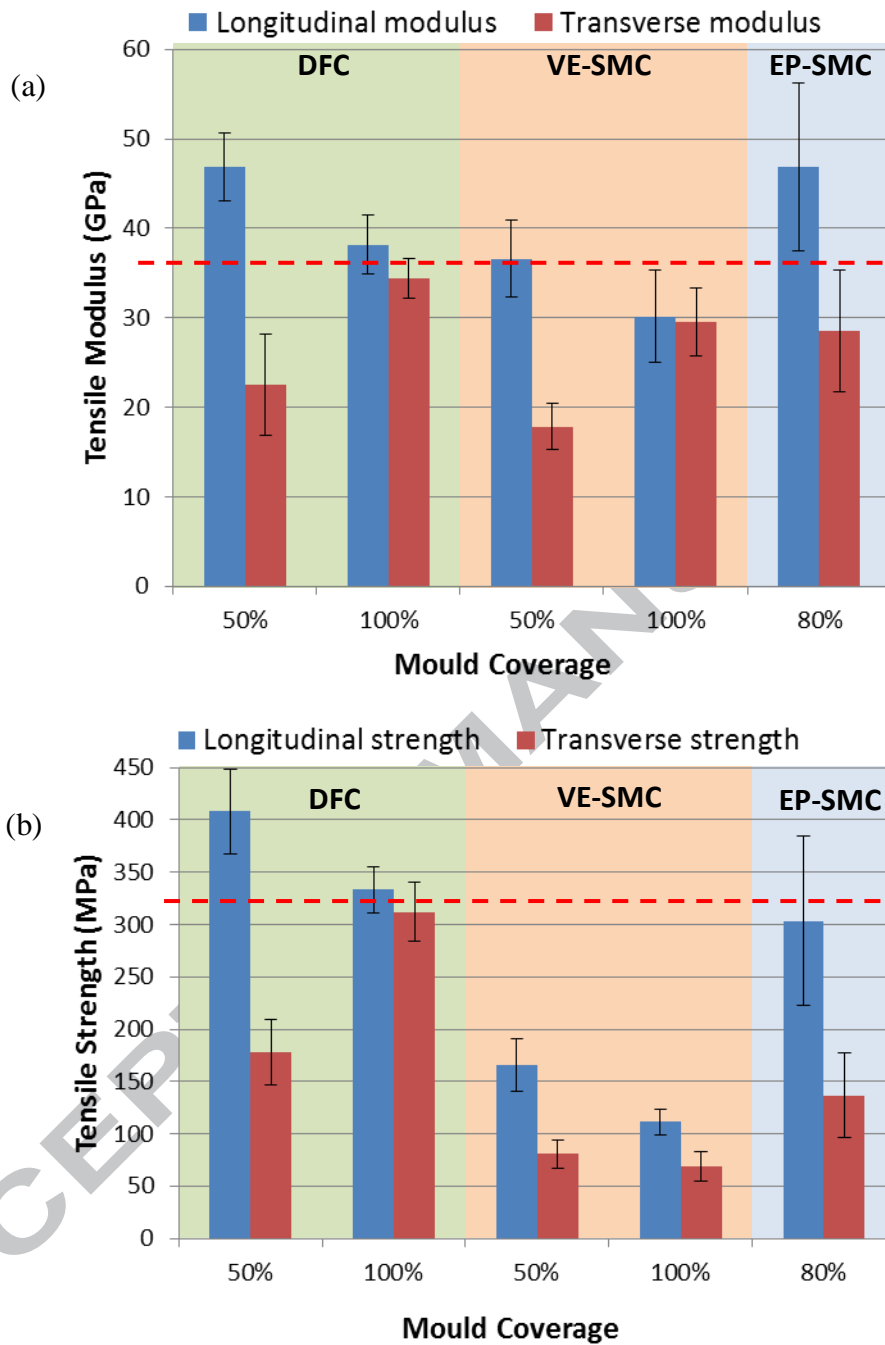 Longitudinal modulus Transverse modulus
(a)
60
50
40
30
20
10
0
Tensile Modulus (GPa)
DFC VE-SMC EP-SMC
50% 100% 50% 100% 80%
Mould Coverage
Longitudinal strength Transverse strength
(b)
450
400
350
300
250
200
150
100
50
0
Tensile Strength (MPa)
DFC VE-SMC EP-SMC
50% 100% 50% 100% 80%
Mould Coverage